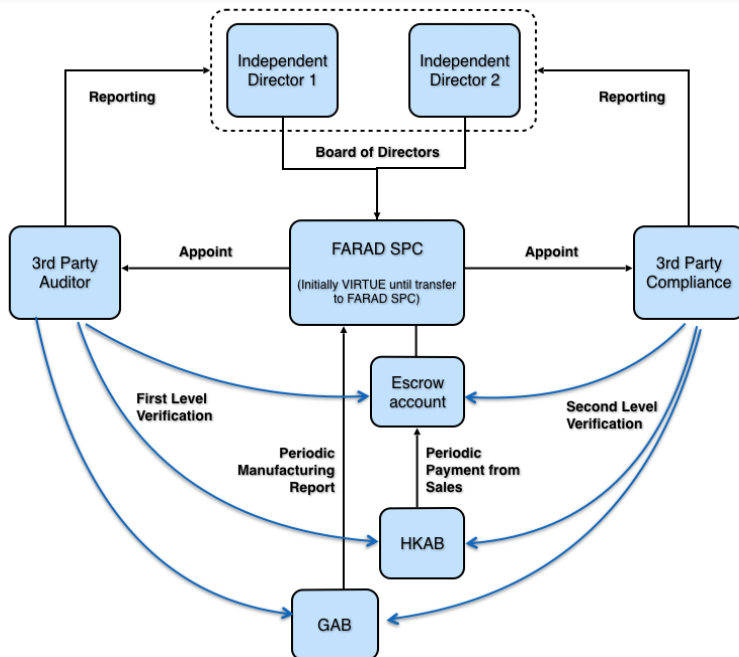 Independent
Director 1
Independent
Director 2
Reporting
Reporting
Board of Directors
3rd Party
Auditor
Appoint
FARAD SPC
(Initially VIRTUE until transfer
to FARAD SPC)
Appoint
3rd Party
Compliance
First Level
Verification
Escrow
account
Second Level
Verification
Periodic
Manufacturing
Report
Periodic
Payment from
Sales
HKAB
GAB